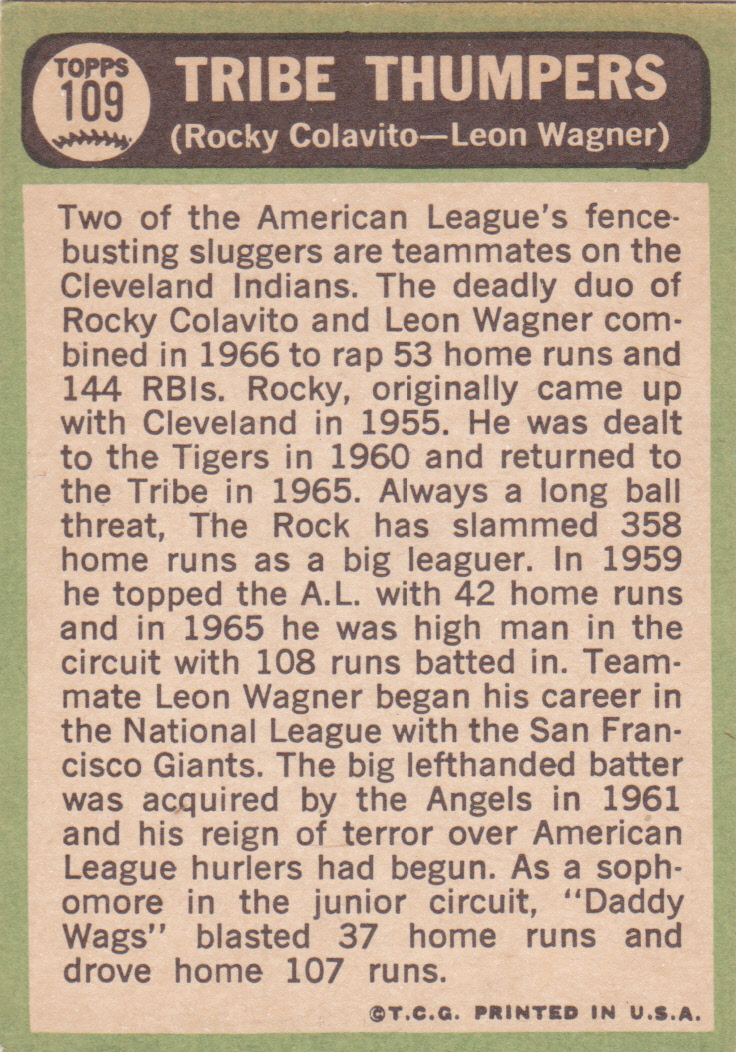 TOPPS
109
TRIBE THUMPERS
(Rocky Colavito—Leon Wagner)
Two of the American League's fence-
busting sluggers are teammates on the
Cleveland Indians. The deadly duo of
Rocky Colavito and Leon Wagner com-
bined in 1966 to rap 53 home runs and
144 RBIs. Rocky, originally came up
with Cleveland in 1955. He was dealt
to the Tigers in 1960 and returned to
the Tribe in 1965. Always a long ball
threat, The Rock has slammed 358
home runs as a big leaguer. In 1959
he topped the A.L. with 42 home runs
and in 1965 he was high man in the
circuit with 108 runs batted in. Team-
mate Leon Wagner began his career in
the National League with the San Fran-
cisco Giants. The big lefthanded batter
was acquired by the Angels in 1961
and his reign of terror over American
League hurlers had begun. As a soph-
omore in the junior circuit, "Daddy
Wags" blasted 37 home runs and
drove home 107 runs.
©T.C.G. PRINTED IN U.S.A.